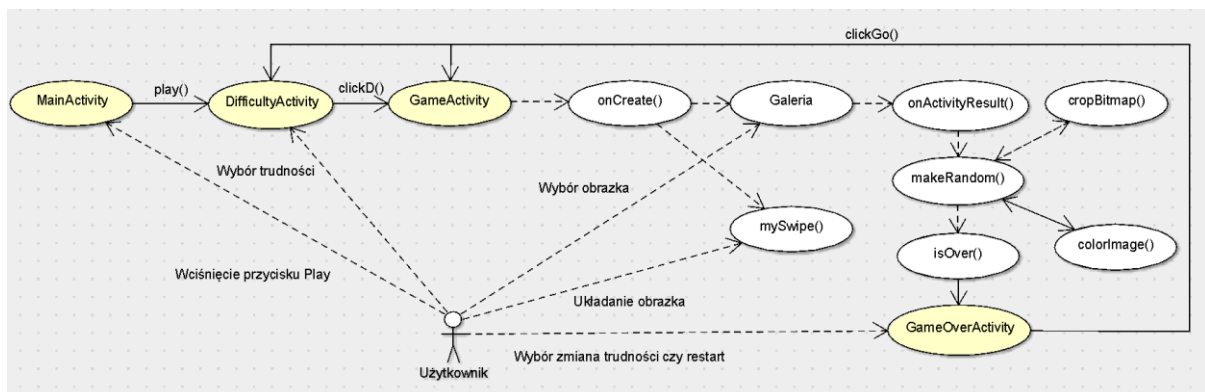 clickGo()
play()
clickD()
MainActivity
DifficultyActivity
GameActivity
onCreate()
Galeria
onActivityResult()
cropBitmap()
Wybór trudności
Wybór obrazka
makeRandom()
mySwipe()
colorImage()
isOver()
Wciśnięcie przycisku Play
Układanie obrazka
GameOverActivity
Wybór zmiana trudności czy restart
Użytkownik